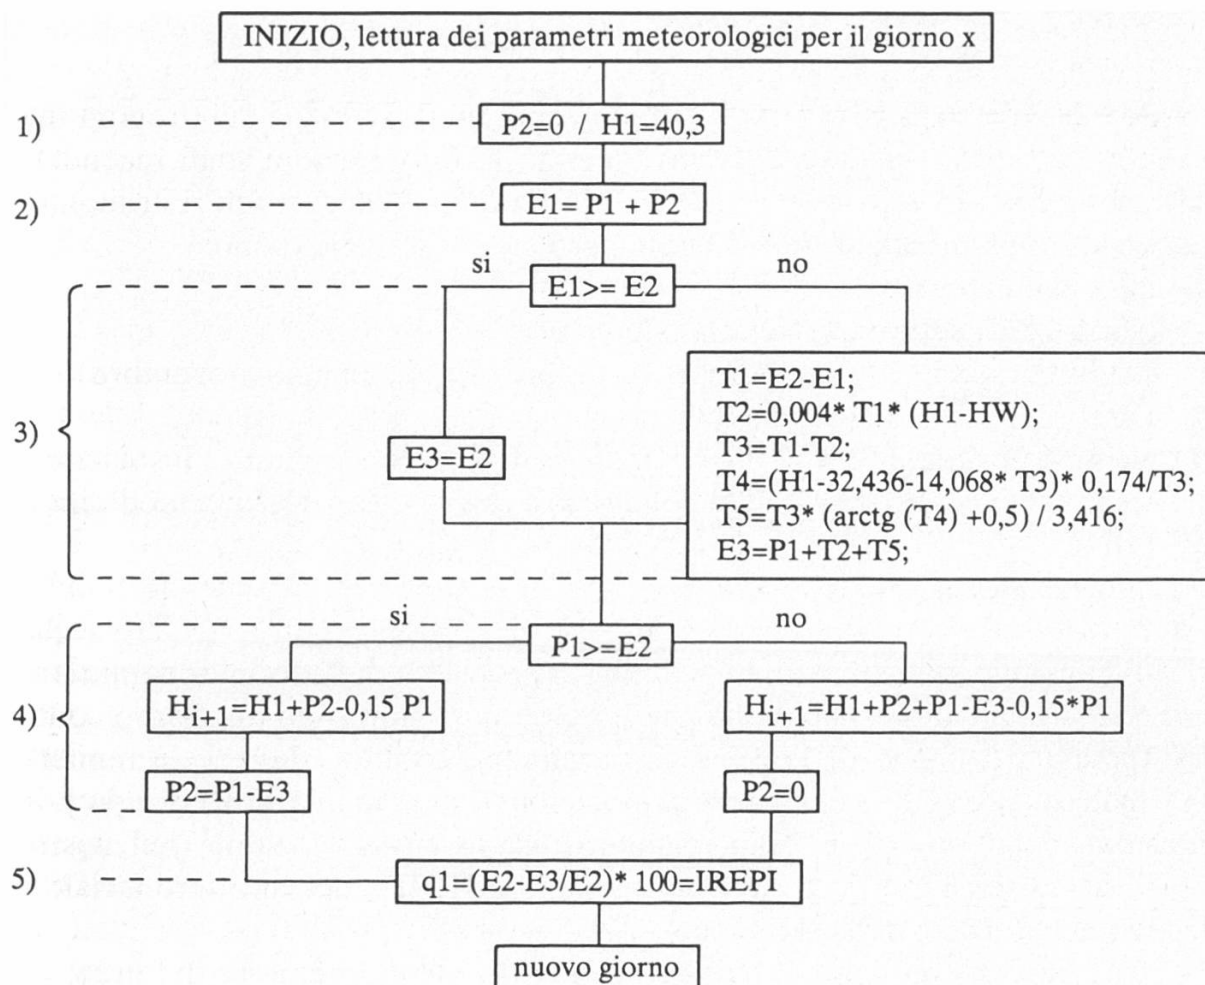 INIZIO, lettura dei parametri meteorologici per il giorno x
1)
P2=0 / H1=40,3
2)
E1= P1 + P2
si
no
E1>= E2
3)
E3=E2
T1=E2-E1;
T2=0,004* T1* (H1-HW);
T3=T1-T2;
T4=(H1-32,436-14,068* T3)* 0,174/T3;
T5=T3* (arctg (T4) +0,5) / 3,416;
E3=P1+T2+T5;
si
no
P1>=E2
4)
Hi+1=H1+P2-0,15 P1
Hi+1=H1+P2+P1-E3-0,15*P1
P2=P1-E3
P2=0
5)
q1=(E2-E3/E2)* 100=IREPI
nuovo giorno